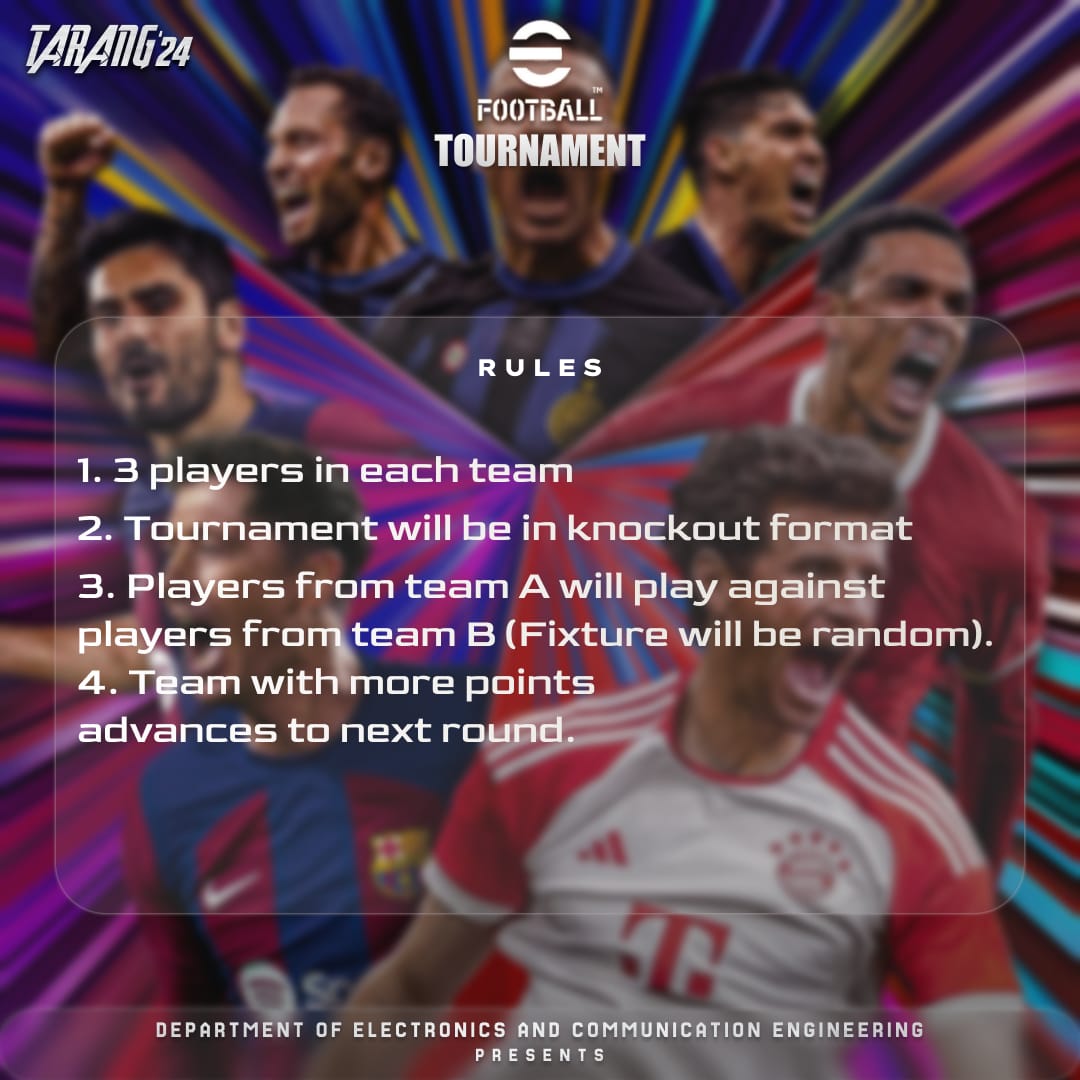 TARANG'24
FOOTBALL™
TOURNAMENT
RULES
1. 3 players in each team
2. Tournament will be in knockout format
3. Players from team A will play against
players from team B (Fixture will be random).
4. Team with more points
advances to next round.
DEPARTMENT OF ELECTRONICS AND COMMUNICATION ENGINEERING
PRESENTS